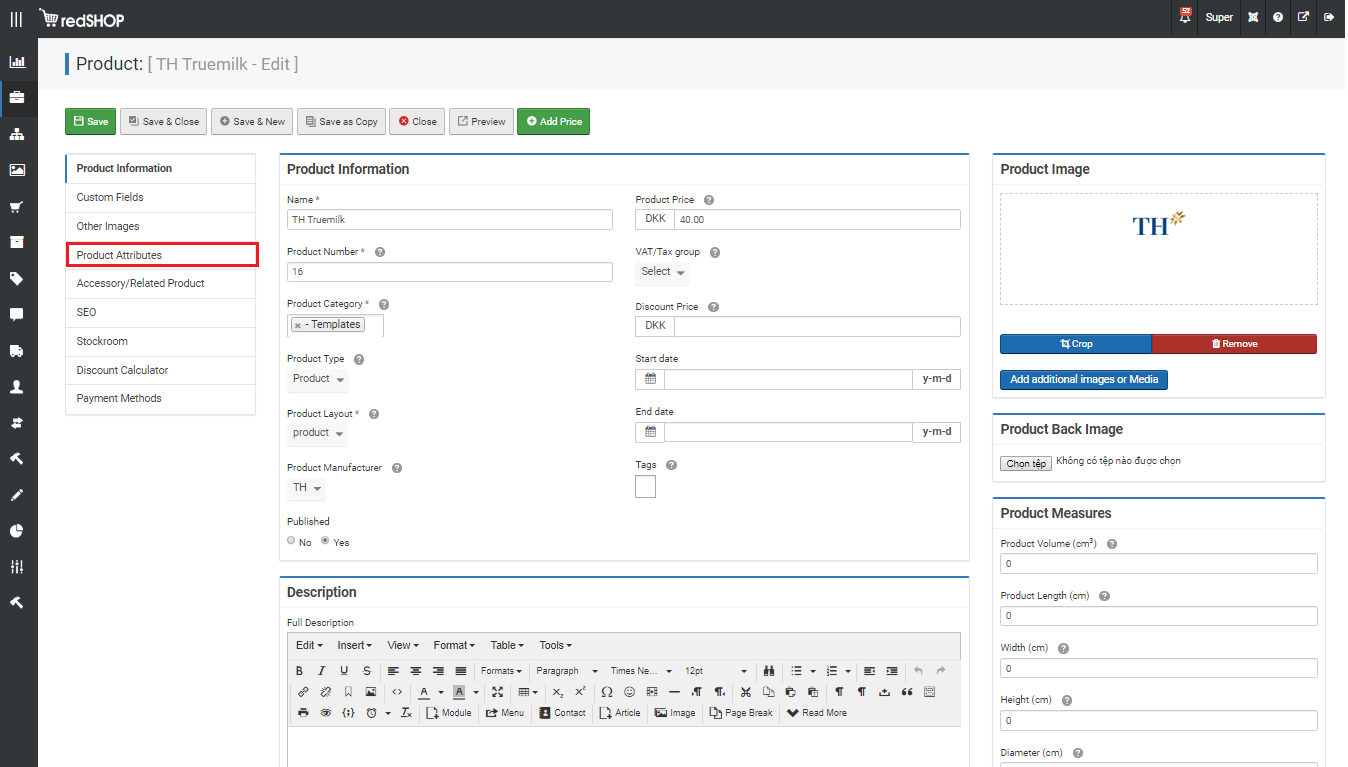 redSHOP
52
Super
Product: [ TH Truemilk - Edit ]
Save
Save & Close
Save & New
Save as Copy
Close
Preview
Add Price
Product Information
Custom Fields
Other Images
Product Attributes
Accessory/Related Product
SEO
Stockroom
Discount Calculator
Payment Methods
Product Information
Name *
TH Truemilk
Product Number *
16
Product Category *
× - Templates
Product Type
Product
Product Layout *
product
Product Manufacturer
TH
Published
No Yes
Product Price
DKK 40.00
VAT/Tax group
Select
Discount Price
DKK
Start date
y-m-d
End date
y-m-d
Tags
Description
Full Description
Edit Insert View Format Table Tools
B I U S Formats Paragraph Times Ne... 12pt
A A
Module Menu Contact Article Image Page Break Read More
Product Image
TH
Crop
Remove
Add additional images or Media
Product Back Image
Chọn tệp Không có tệp nào được chọn
Product Measures
Product Volume (cm³)
0
Product Length (cm)
0
Width (cm)
0
Height (cm)
0
Diameter (cm)